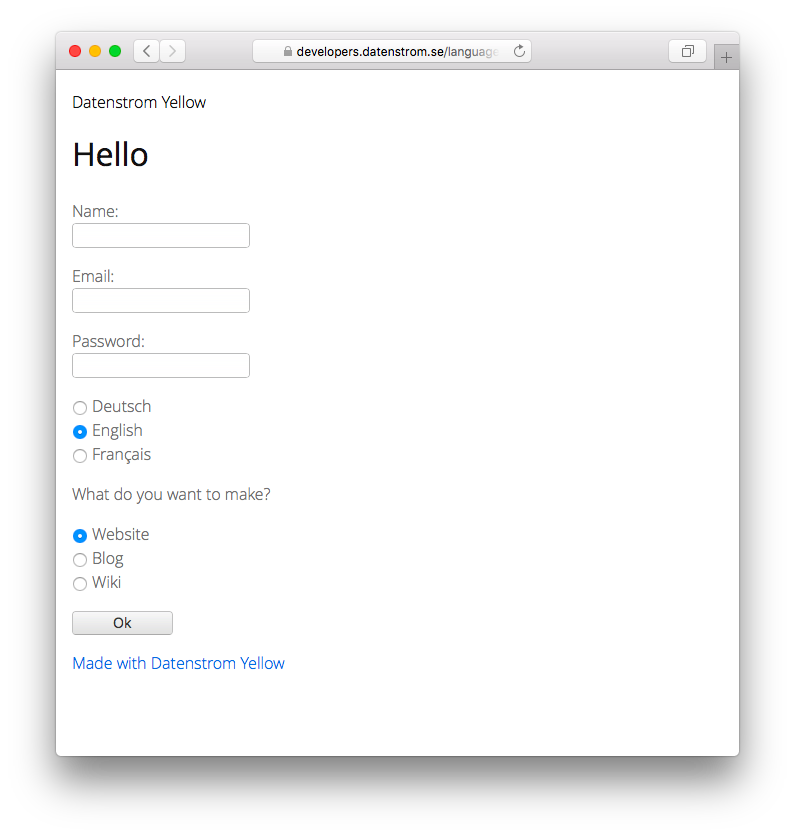 developers.datenstrom.se/language
Datenstrom Yellow
Hello
Name:
Email:
Password:
Deutsch
English
Français
What do you want to make?
Website
Blog
Wiki
Ok
Made with Datenstrom Yellow